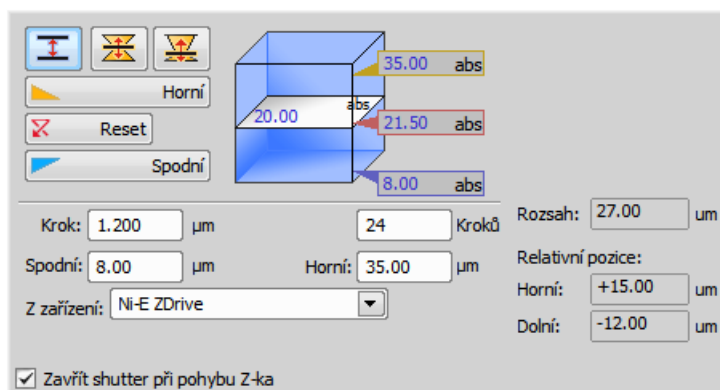 35.00 abs
Horní
20.00 abs
21.50 abs
Reset
Spodní
8.00 abs
Krok: 1.200 µm 24 Kroků
Rozsah: 27.00 um
Spodní: 8.00 µm Horní: 35.00 µm
Relativní pozice:
Horní: +15.00 um
Z zařízení: Ni-E ZDrive
Dolní: -12.00 um
Zavřít shutter při pohybu Z-ka